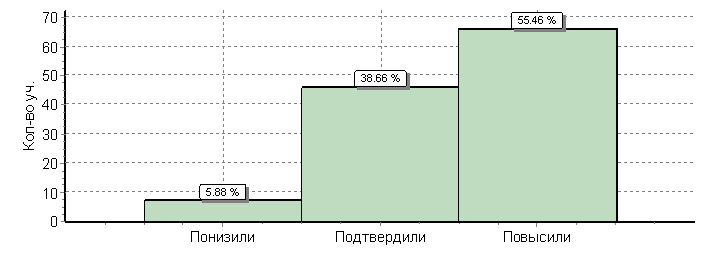 Кол-во уч.
70
60
50
40
30
20
10
0
5.88 %
38.66 %
55.46 %
Понизили
Подтвердили
Повысили